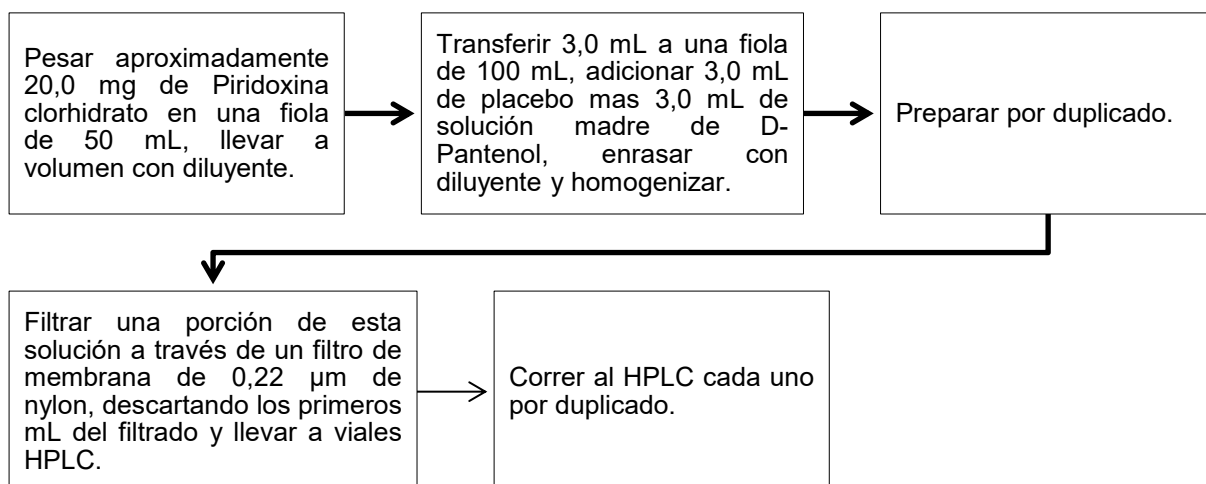 Pesar aproximadamente
20,0 mg de Piridoxina
clorhidrato en una fiola
de 50 mL, llevar a
volumen con diluyente.
Transferir 3,0 mL a una fiola
de 100 mL, adicionar 3,0 mL
de placebo mas 3,0 mL de
solución madre de D-
Pantenol, enrasar con
diluyente y homogenizar.
Preparar por duplicado.
Filtrar una porción de esta
solución a través de un filtro de
membrana de 0,22 µm de
nylon, descartando los primeros
mL del filtrado y llevar a viales
HPLC.
Correr al HPLC cada uno
por duplicado.